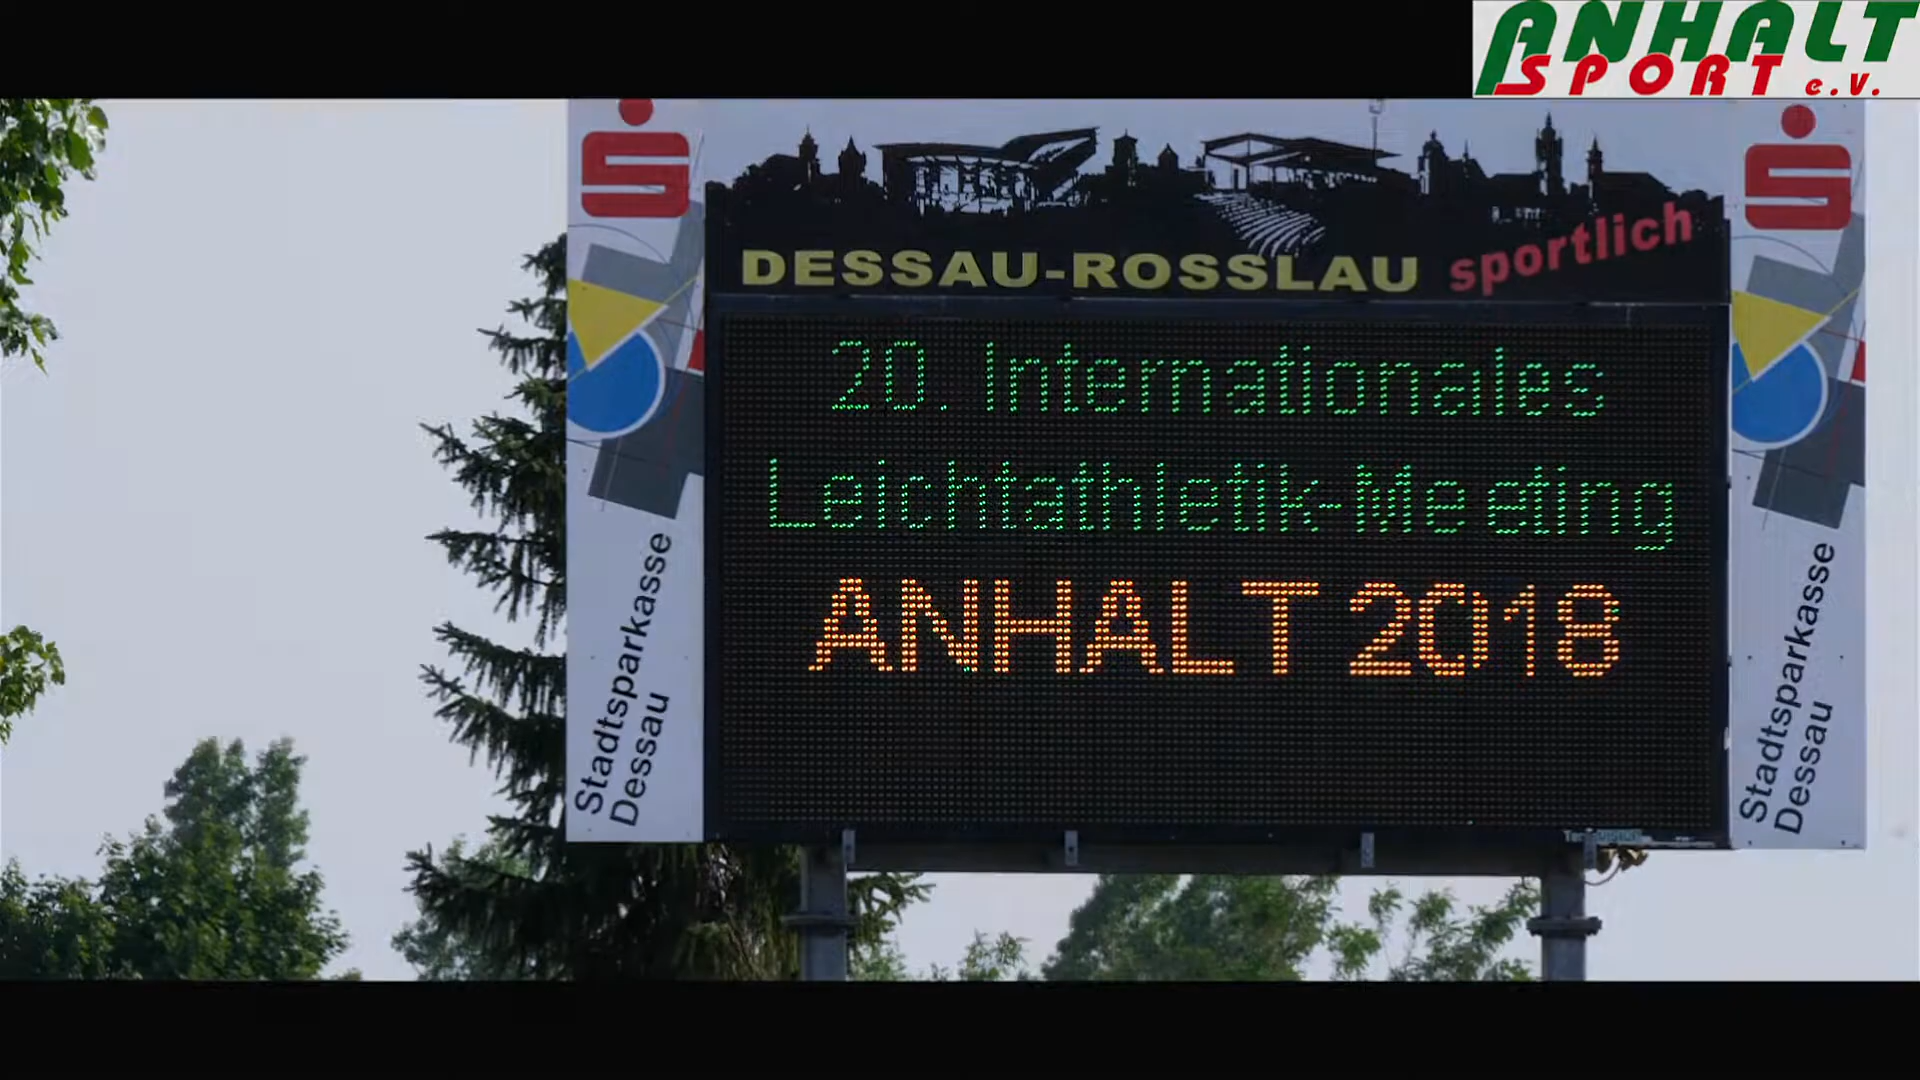 ANHALT
SPORT e.V.
DESSAU-ROSSLAU sportlich
20. Internationales
Leichtathletik-Meeting
ANHALT 2018
Stadtsparkasse
Dessau
Stadtsparkasse
Dessau